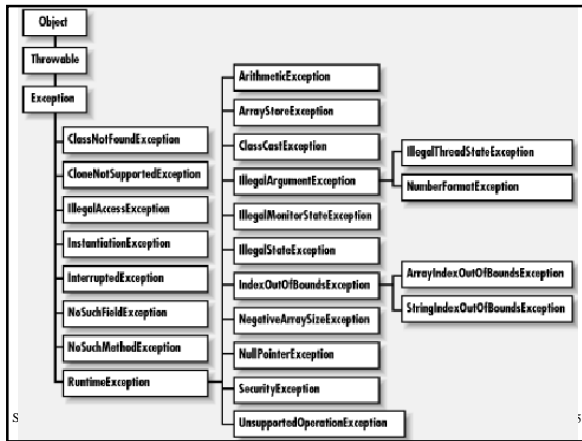 Object
Throwable
Exception
ClassNotFoundException
CloneNotSupportedException
IllegalAccessException
InstantiationException
InterruptedException
NoSuchFieldException
NoSuchMethodException
RuntimeException
ArithmeticException
ArrayStoreException
ClassCastException
IllegalArgumentException
IllegalMonitorStateException
IllegalStateException
IndexOutOfBoundsException
NegativeArraySizeException
NullPointerException
SecurityException
UnsupportedOperationException
IllegalThreadStateException
NumberFormatException
ArrayIndexOutOfBoundsException
StringIndexOutOfBoundsException
S
5